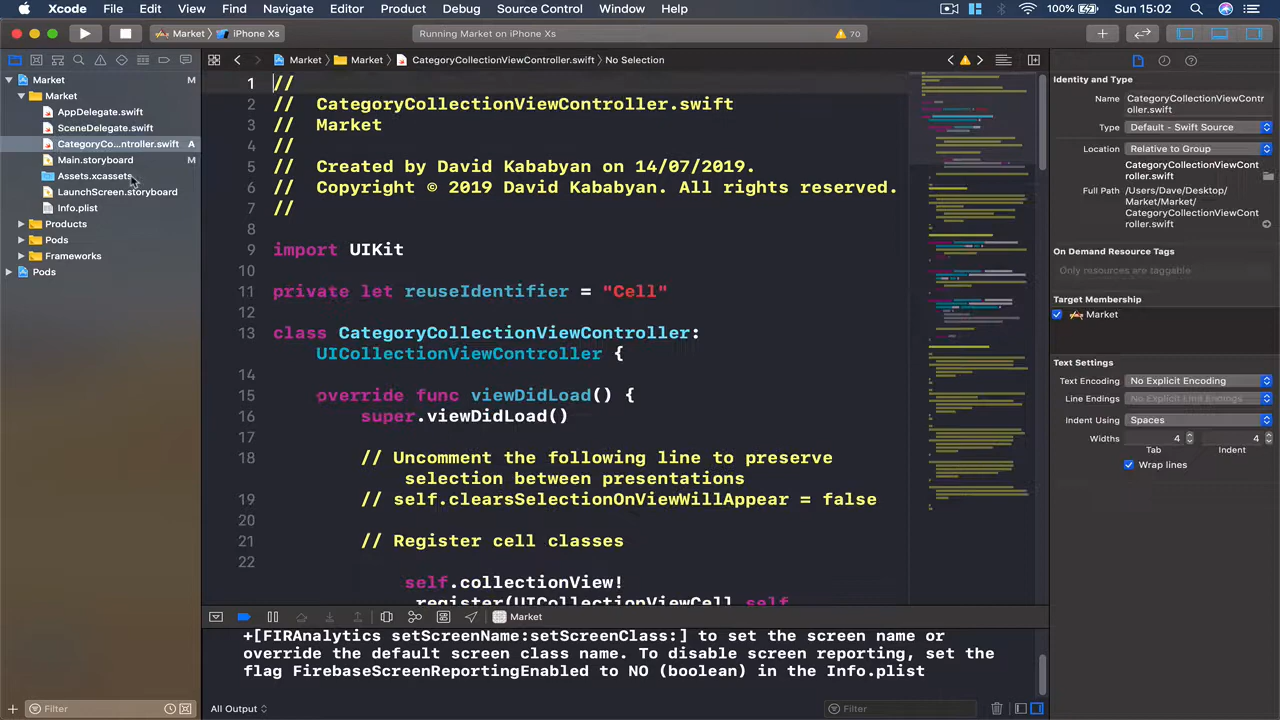 Xcode File Edit View Find Navigate Editor Product Debug Source Control Window Help 100% Sun 15:02
Market iPhone Xs Running Market on iPhone Xs 70
Market M
Market
AppDelegate.swift
SceneDelegate.swift
CategoryCo...ntroller.swift A
Main.storyboard M
Assets.xcassets
LaunchScreen.storyboard
Info.plist
Products
Pods
Frameworks
Pods
Filter
Market Market CategoryCollectionViewController.swift No Selection
1 //
2 // CategoryCollectionViewController.swift
3 // Market
4 //
5 // Created by David Kababyan on 14/07/2019.
6 // Copyright © 2019 David Kababyan. All rights reserved.
7 //
8
9 import UIKit
10
11 private let reuseIdentifier = "Cell"
12
13 class CategoryCollectionViewController:
UICollectionViewController {
14
15 override func viewDidLoad() {
16 super.viewDidLoad()
17
18 // Uncomment the following line to preserve
selection between presentations
19 // self.clearsSelectionOnViewWillAppear = false
20
21 // Register cell classes
22
self.collectionView!
.register(UICollectionViewCell.self,
Market
+[FIRAnalytics setScreenName:setScreenClass:] to set the screen name or
override the default screen class name. To disable screen reporting, set the
flag FirebaseScreenReportingEnabled to NO (boolean) in the Info.plist
All Output Filter
Identity and Type
Name CategoryCollectionViewContr
oller.swift
Type Default - Swift Source
Location Relative to Group
CategoryCollectionViewCont
roller.swift
Full Path /Users/Dave/Desktop/
Market/Market/
CategoryCollectionViewCont
roller.swift
On Demand Resource Tags
Only resources are taggable
Target Membership
Market
Text Settings
Text Encoding No Explicit Encoding
Line Endings No Explicit Line Endings
Indent Using Spaces
Widths 4 4
Tab Indent
Wrap lines